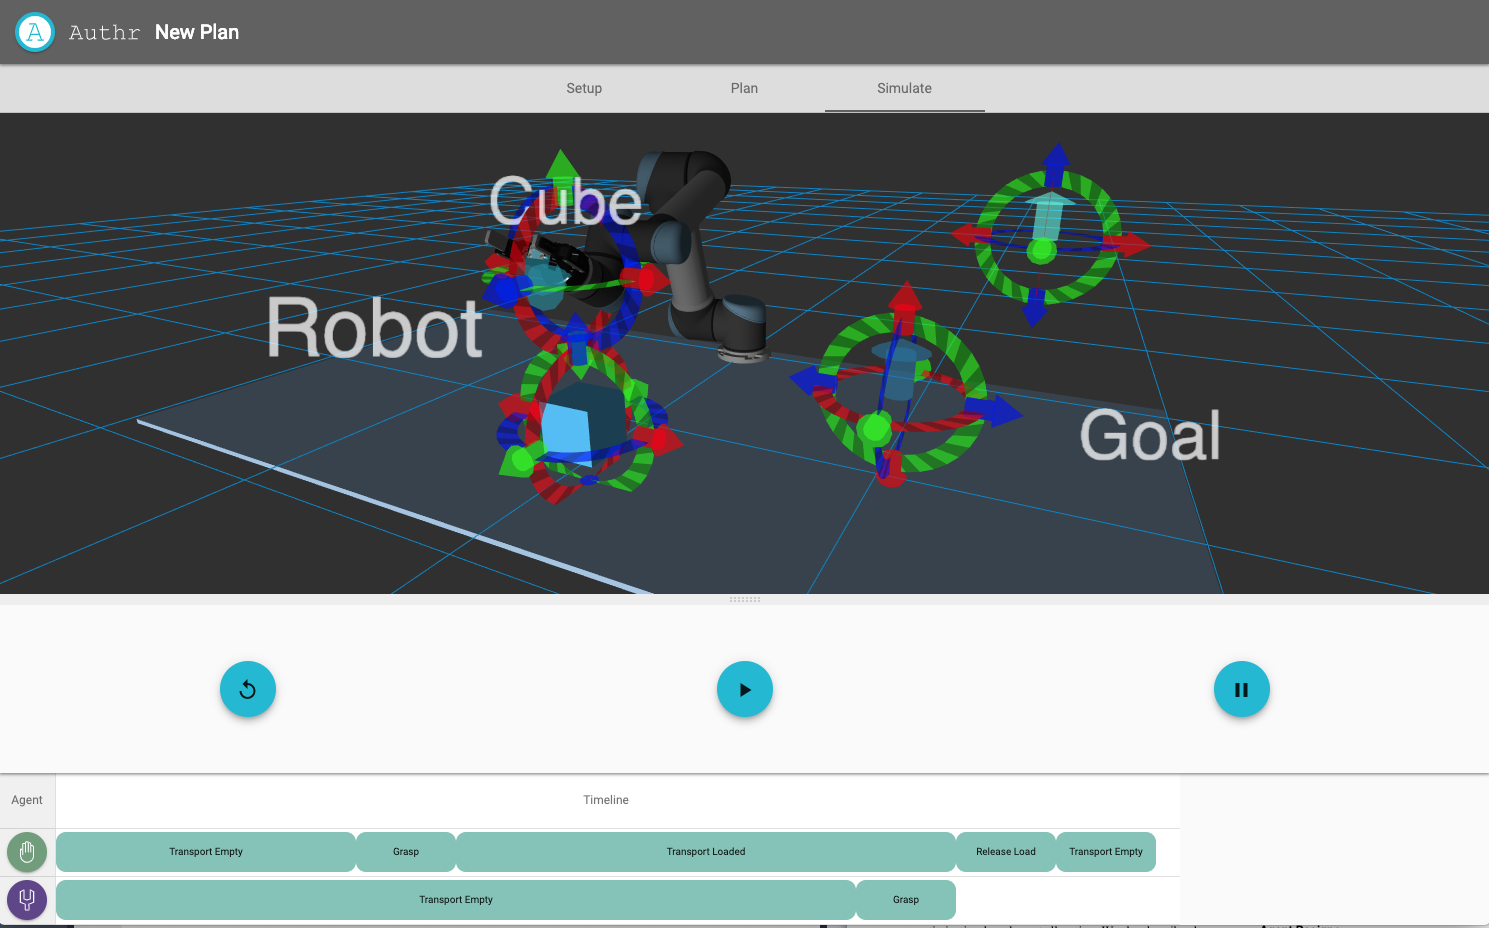 A Authr New Plan
Setup Plan Simulate
Cube
Robot
Goal
Agent Timeline
Transport Empty Grasp Transport Loaded Release Load Transport Empty
Transport Empty Grasp